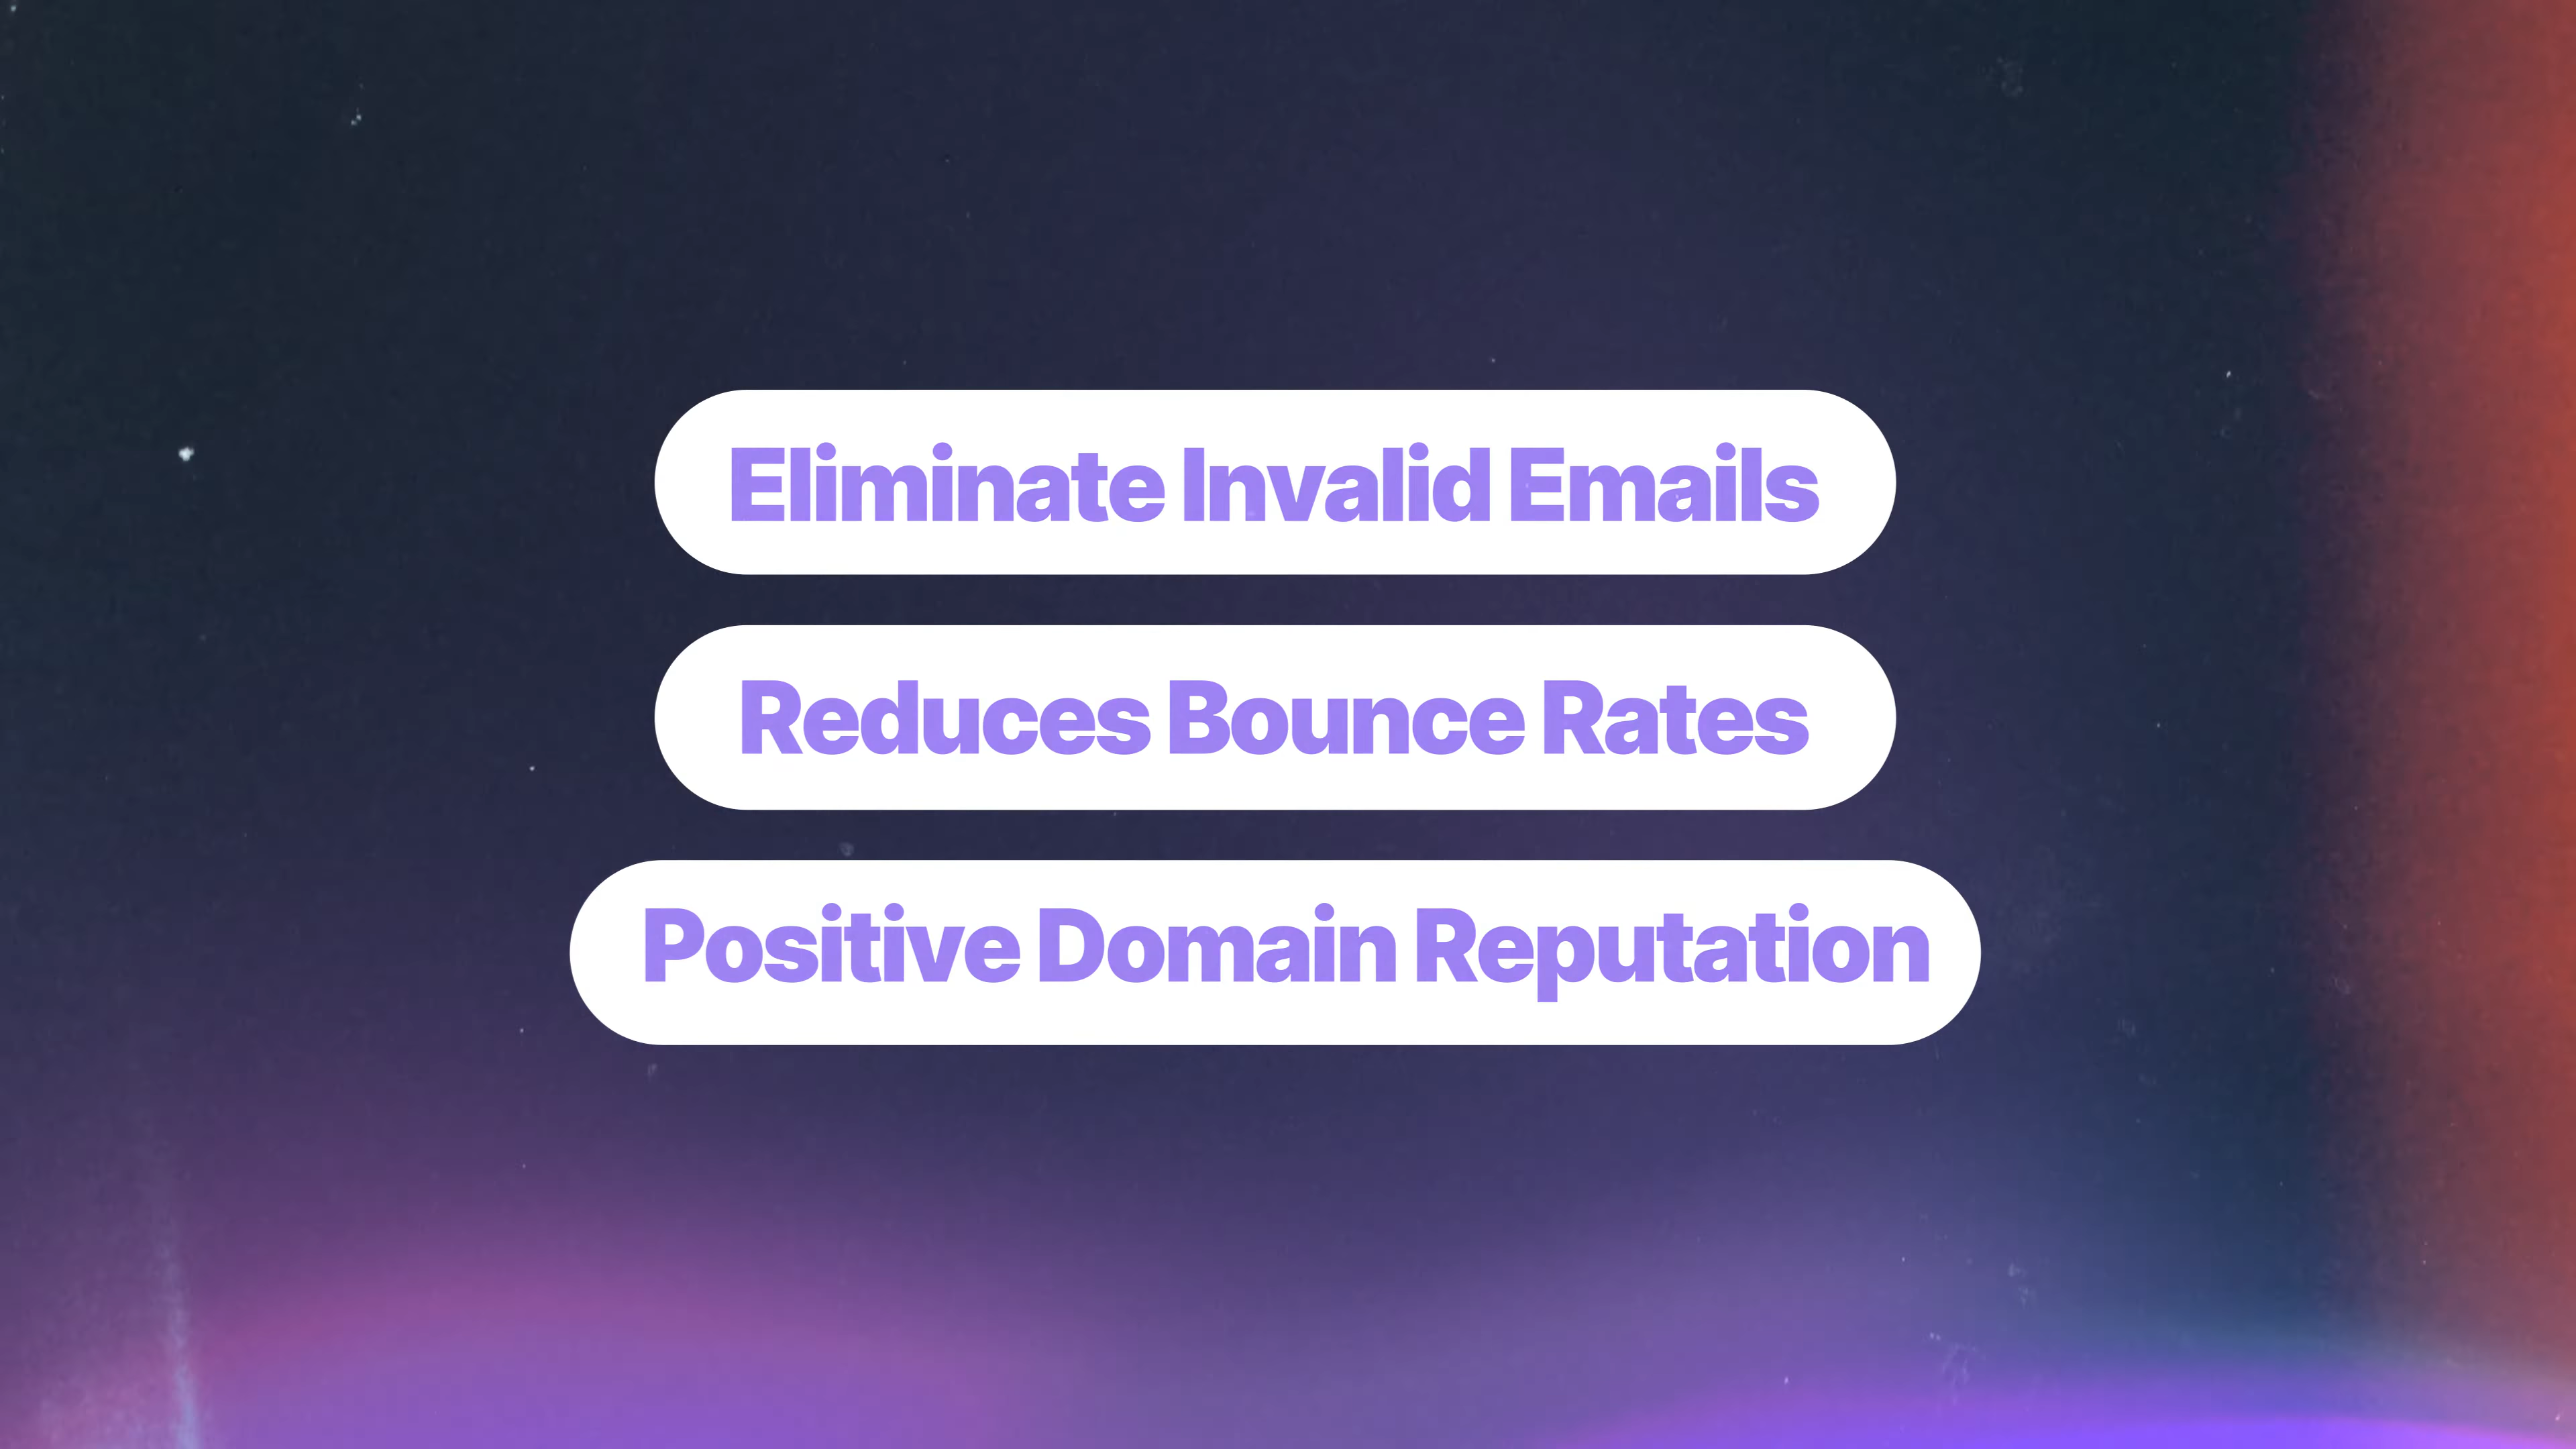 Eliminate Invalid Emails
Reduces Bounce Rates
Positive Domain Reputation